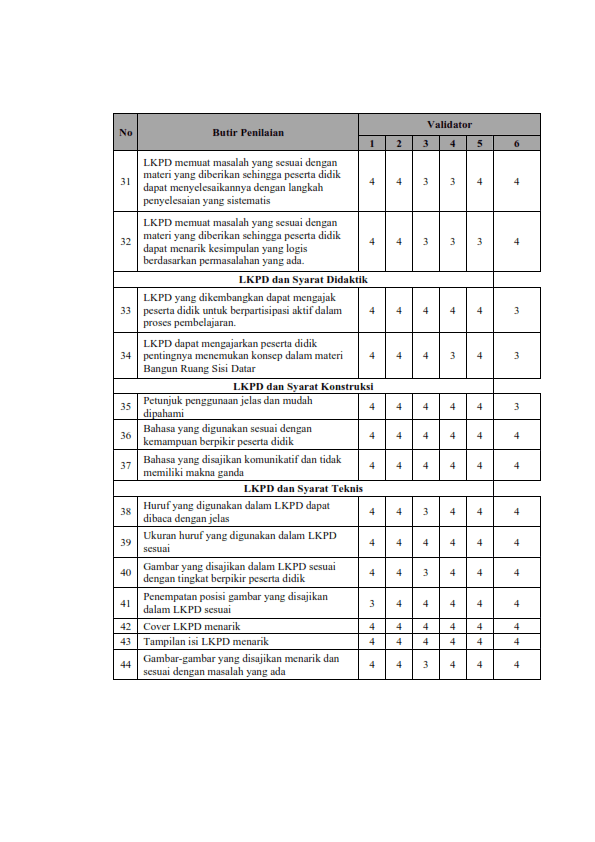 No Butir Penilaian Validator
1 2 3 4 5 6
LKPD memuat masalah yang sesuai dengan
materi yang diberikan sehingga peserta didik
31 dapat menyelesaikannya dengan langkah 4 4 3 3 4 4
penyelesaian yang sistematis
LKPD memuat masalah yang sesuai dengan
materi yang diberikan sehingga peserta didik
32 dapat menarik kesimpulan yang logis 4 4 3 3 3 4
berdasarkan permasalahan yang ada.
LKPD dan Syarat Didaktik
LKPD yang dikembangkan dapat mengajak
33 peserta didik untuk berpartisipasi aktif dalam 4 4 4 4 4 3
proses pembelajaran.
LKPD dapat mengajarkan peserta didik
34 pentingnya menemukan konsep dalam materi 4 4 4 3 4 3
Bangun Ruang Sisi Datar
LKPD dan Syarat Konstruksi
35 Petunjuk penggunaan jelas dan mudah 4 4 4 4 4 3
dipahami
36 Bahasa yang digunakan sesuai dengan 4 4 4 4 4 4
kemampuan berpikir peserta didik
37 Bahasa yang disajikan komunikatif dan tidak 4 4 4 4 4 4
memiliki makna ganda
LKPD dan Syarat Teknis
38 Huruf yang digunakan dalam LKPD dapat 4 4 3 4 4 4
dibaca dengan jelas
39 Ukuran huruf yang digunakan dalam LKPD 4 4 4 4 4 4
sesuai
40 Gambar yang disajikan dalam LKPD sesuai 4 4 3 4 4 4
dengan tingkat berpikir peserta didik
41 Penempatan posisi gambar yang disajikan 3 4 4 4 4 4
dalam LKPD sesuai
42 Cover LKPD menarik 4 4 4 4 4 4
43 Tampilan isi LKPD menarik 4 4 4 4 4 4
44 Gambar-gambar yang disajikan menarik dan 4 4 3 4 4 4
sesuai dengan masalah yang ada